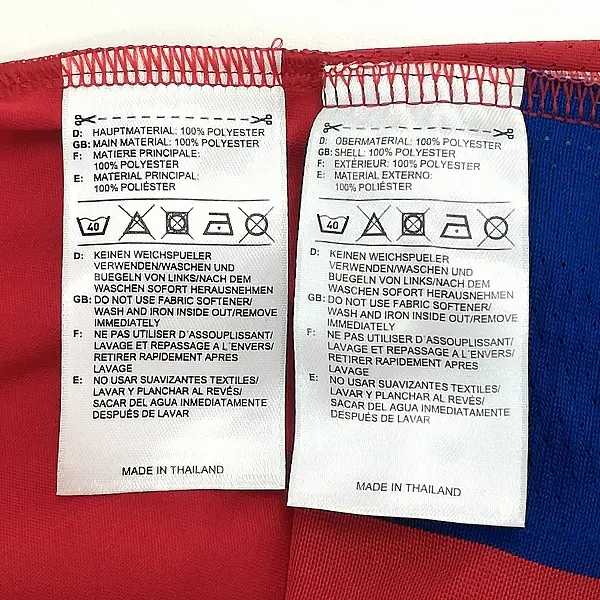 D: HAUPTMATERIAL: 100% POLYESTER
GB: MAIN MATERIAL: 100% POLYESTER
F: MATIERE PRINCIPALE:
100% POLYESTER
E: MATERIAL PRINCIPAL:
100% POLIÉSTER
40
D: KEINEN WEICHSPUELER
VERWENDEN/WASCHEN UND
BUEGELN VON LINKS/NACH DEM
WASCHEN SOFORT HERAUSNEHMEN
GB: DO NOT USE FABRIC SOFTENER/
WASH AND IRON INSIDE OUT/REMOVE
IMMEDIATELY
F: NE PAS UTILISER D'ASSOUPLISSANT/
LAVAGE ET REPASSAGE A L'ENVERS/
RETIRER RAPIDEMENT APRES
LAVAGE
E: NO USAR SUAVIZANTES TEXTILES/
LAVAR Y PLANCHAR AL REVÉS/
SACAR DEL AGUA INMEDIATAMENTE
DESPUÉS DE LAVAR
MADE IN THAILAND
D: OBERMATERIAL: 100% POLYESTER
GB: SHELL: 100% POLYESTER
F: EXTÉRIEUR: 100% POLYESTER
E: MATERIAL EXTERNO:
100% POLIÉSTER
40
D: KEINEN WEICHSPUELER
VERWENDEN/WASCHEN UND
BUEGELN VON LINKS/NACH DEM
WASCHEN SOFORT HERAUSNEHMEN
GB: DO NOT USE FABRIC SOFTENER/
WASH AND IRON INSIDE OUT/REMOVE
IMMEDIATELY
F: NE PAS UTILISER D'ASSOUPLISSANT/
LAVAGE ET REPASSAGE A L'ENVERS/
RETIRER RAPIDEMENT APRES
LAVAGE
E: NO USAR SUAVIZANTES TEXTILES/
LAVAR Y PLANCHAR AL REVÉS/
SACAR DEL AGUA INMEDIATAMENTE
DESPUÉS DE LAVAR
MADE IN THAILAND